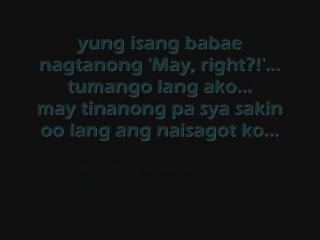 yung isang babae
nagtanong 'May, right?!'...
tumango lang ako...
may tinanong pa sya sakin
oo lang ang naisagot ko...